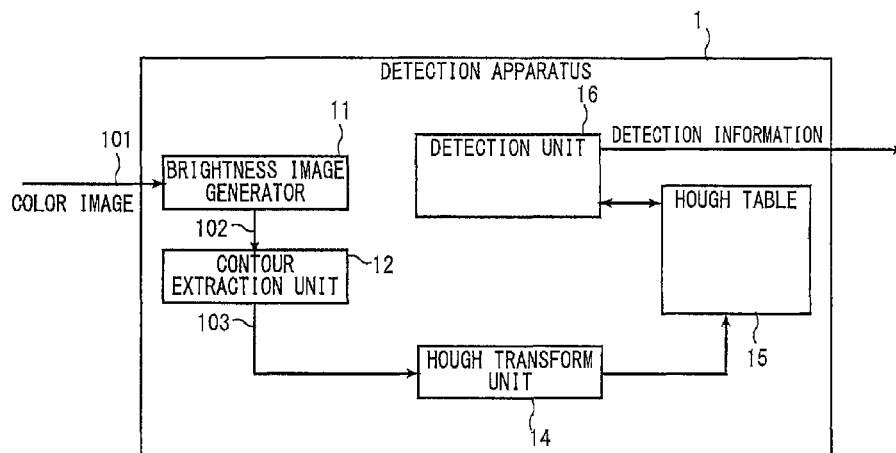 1
DETECTION APPARATUS
16
11
DETECTION UNIT
DETECTION INFORMATION
101
BRIGHTNESS IMAGE
GENERATOR
COLOR IMAGE
HOUGH TABLE
102
CONTOUR
EXTRACTION UNIT
12
103
HOUGH TRANSFORM
UNIT
15
14